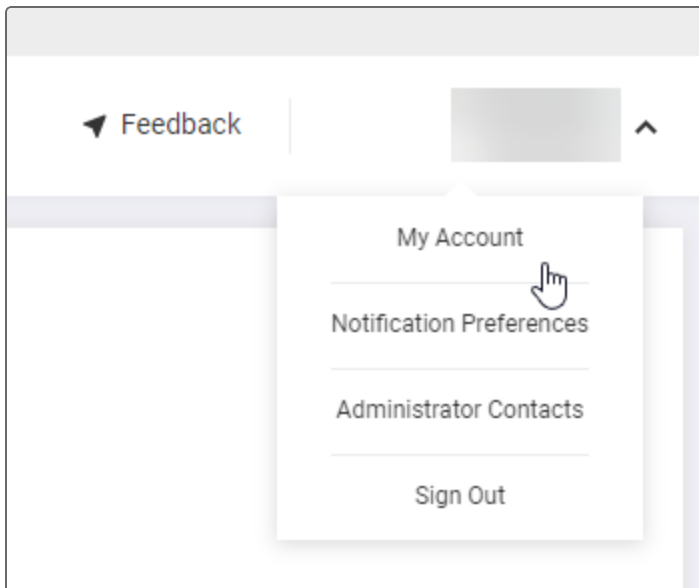 Feedback
My Account
Notification Preferences
Administrator Contacts
Sign Out